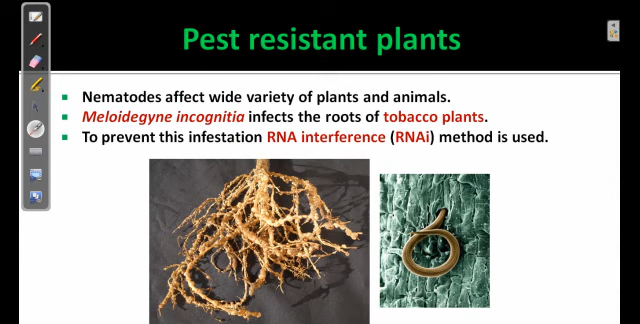 Pest resistant plants
Nematodes affect wide variety of plants and animals.
Meloidegyne incognitia infects the roots of tobacco plants.
To prevent this infestation RNA interference (RNAi) method is used.